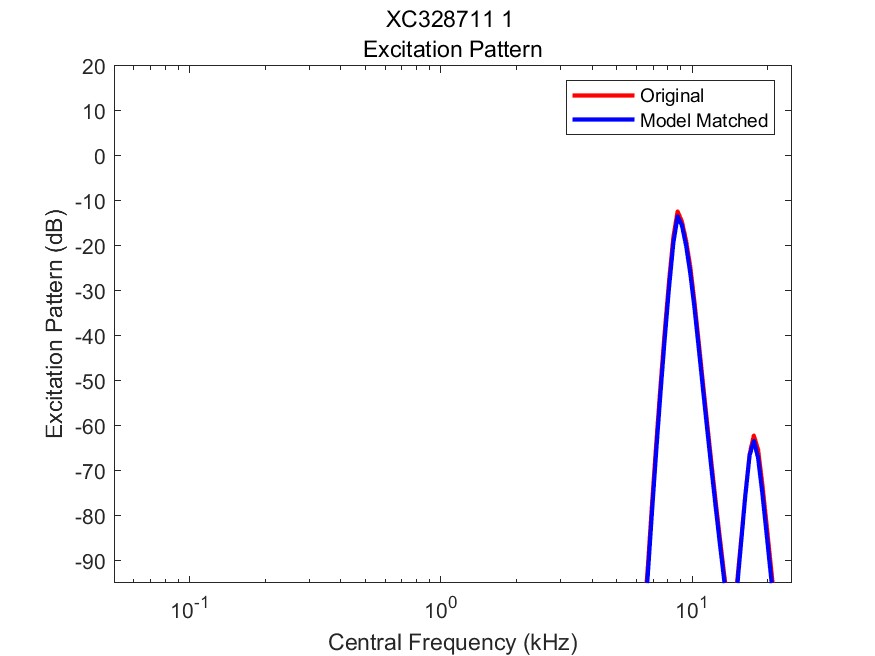 XC328711 1
Excitation Pattern
Original
Model Matched
Excitation Pattern (dB)
20
10
0
-10
-20
-30
-40
-50
-60
-70
-80
-90
10^-1
10^0
10^1
Central Frequency (kHz)